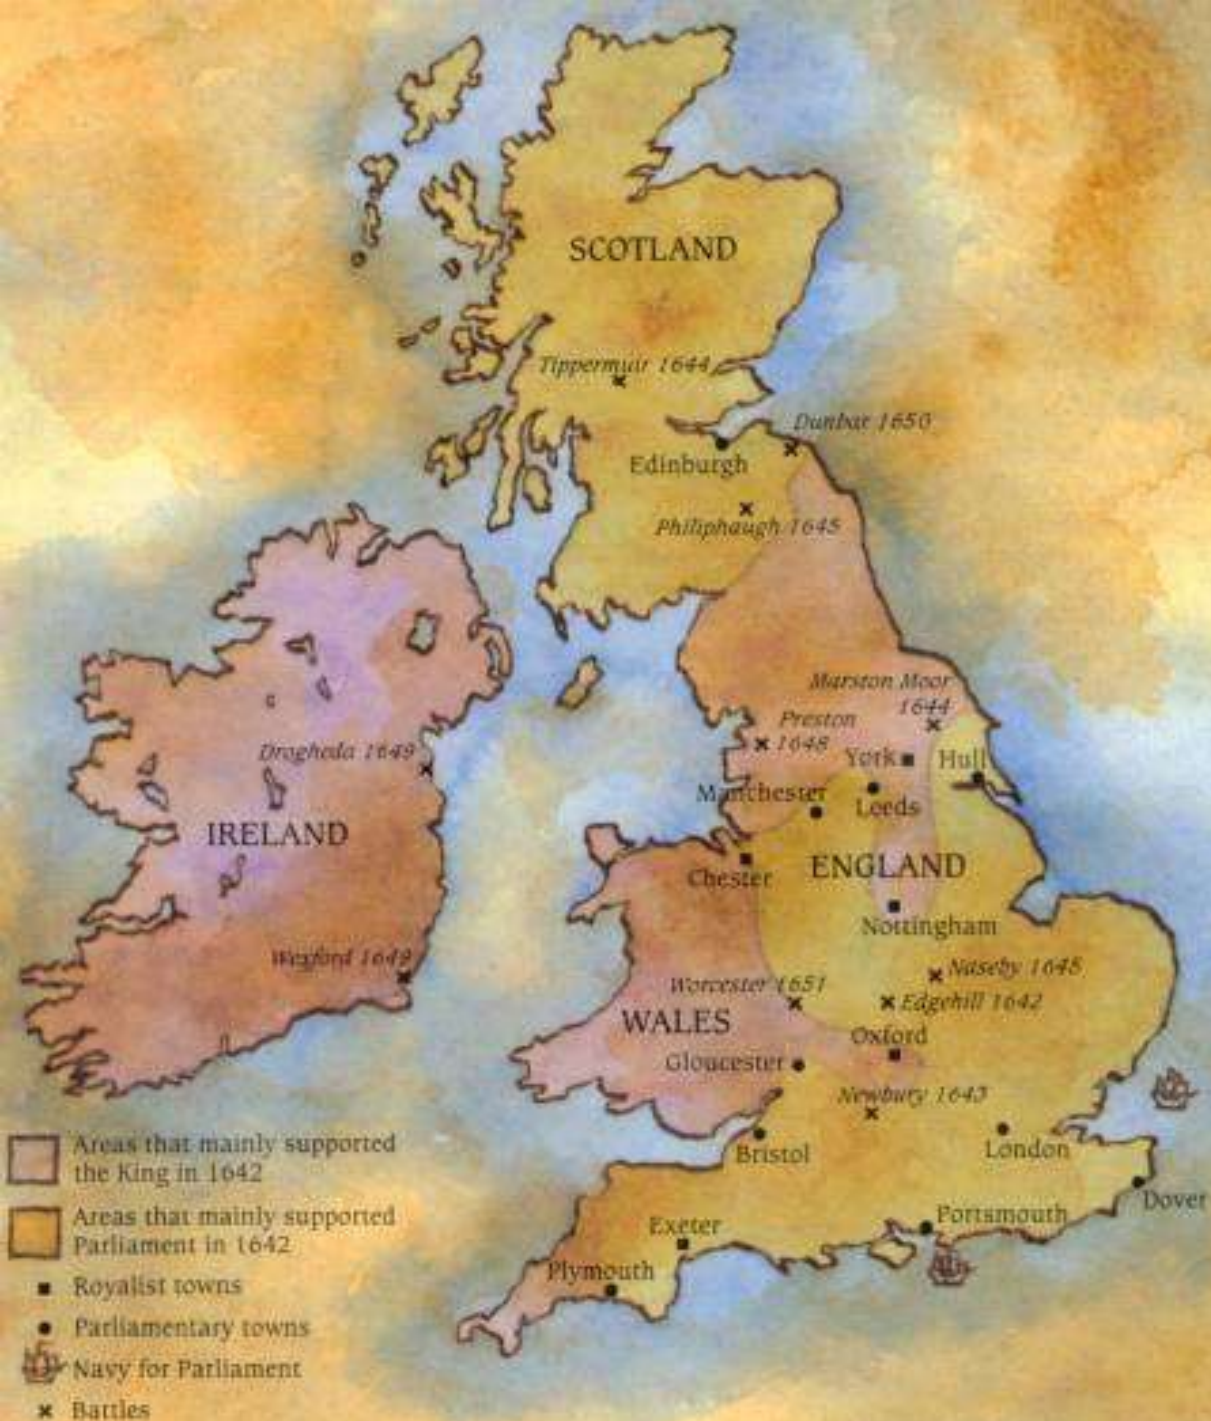 SCOTLAND
Tippermuir 1644
Dunbar 1650
Edinburgh
Philiphaugh 1645
Marston Moor
1644
Preston
1648
York
Hull
Drogheda 1649
Manchester
Leeds
IRELAND
ENGLAND
Chester
Nottingham
Wexford 1649
Naseby 1645
Worcester 1651
Edgehill 1642
WALES
Oxford
Gloucester
Newbury 1643
Bristol
London
Dover
Portsmouth
Exeter
Plymouth
Areas that mainly supported
the King in 1642
Areas that mainly supported
Parliament in 1642
Royalist towns
Parliamentary towns
Navy for Parliament
Battles